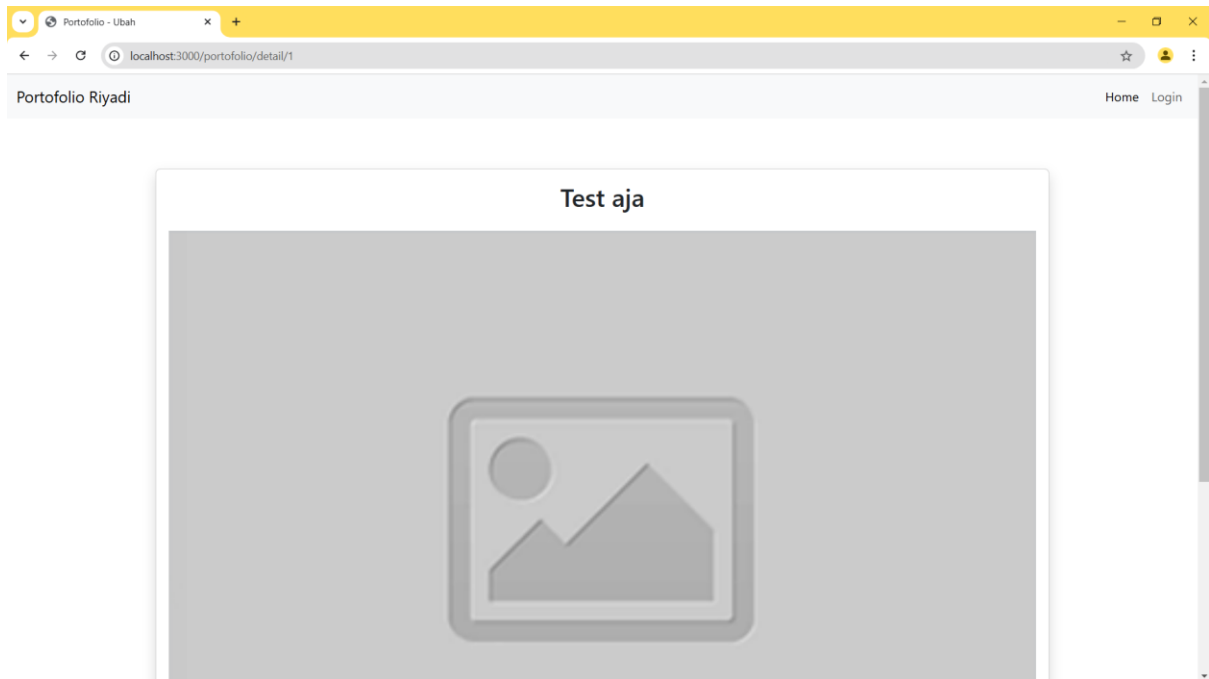 Portofolio - Ubah
localhost:3000/portofolio/detail/1
Portofolio Riyadi
Home Login
Test aja